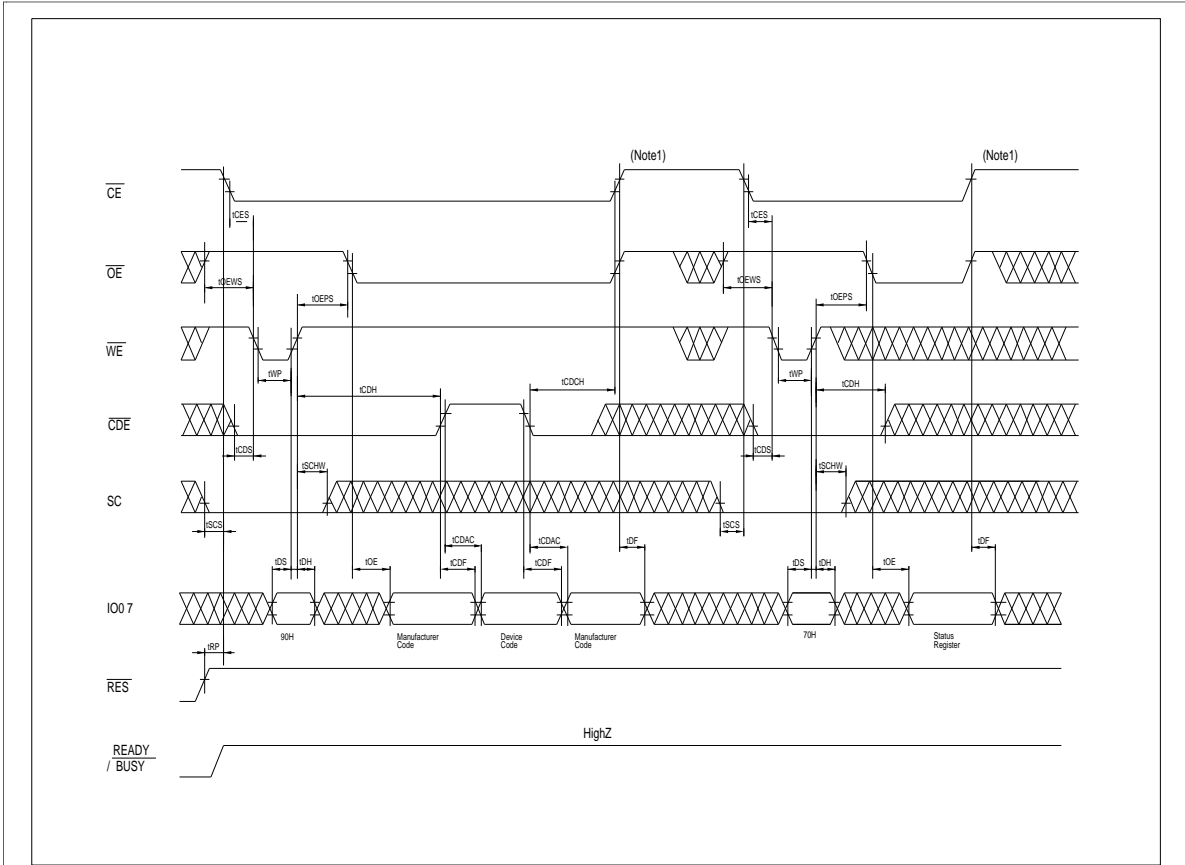 (Note1) (Note1)
CE
tCES tCES
OE
tOEWS tOEWS
tOEPS tOEPS
WE
tWP tWP
tCDH tCDCH tCDH
CDE
tCDS tCDS
tSCHW tSCHW
SC
tSCS tSCS
tCDAC tCDAC tDF tDF
tDS tDH tOE tCDF tCDF tDS tDH tOE
IO0 7
90H Manufacturer Code Device Code Manufacturer Code 70H Status Register
tRP
RES
HighZ
READY
/ BUSY